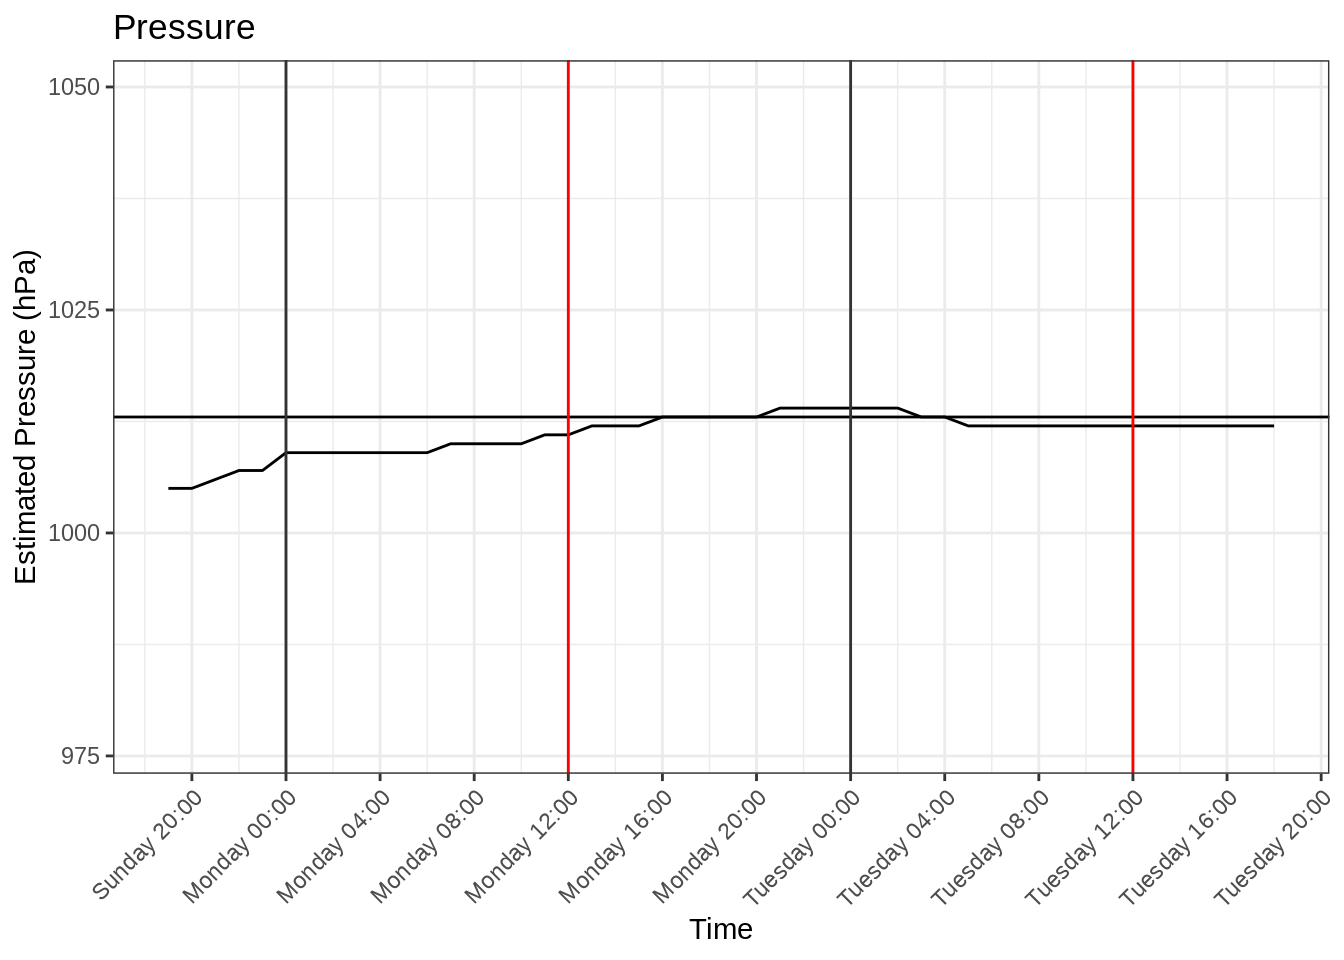 Pressure
Estimated Pressure (hPa)
1050
1025
1000
975
Sunday 20:00
Monday 00:00
Monday 04:00
Monday 08:00
Monday 12:00
Monday 16:00
Monday 20:00
Tuesday 00:00
Tuesday 04:00
Tuesday 08:00
Tuesday 12:00
Tuesday 16:00
Tuesday 20:00
Time